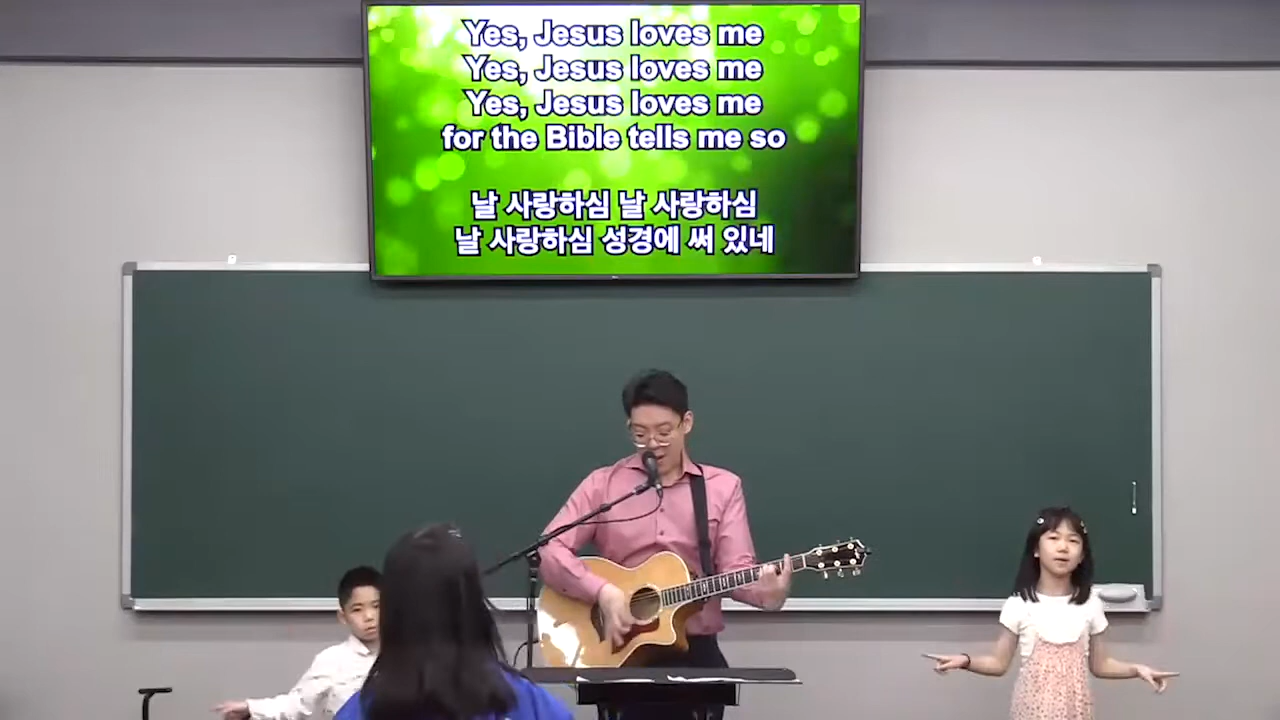 Yes, Jesus loves me
Yes, Jesus loves me
Yes, Jesus loves me
for the Bible tells me so
날 사랑하심 날 사랑하심
날 사랑하심 성경에 써 있네